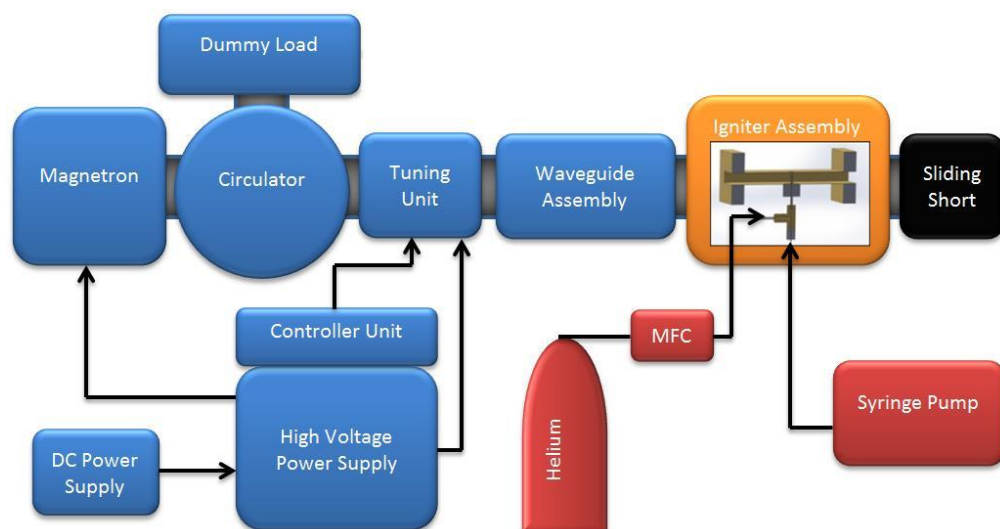 Dummy Load
Magnetron
Circulator
Tuning
Unit
Waveguide
Assembly
Igniter Assembly
Sliding
Short
Controller Unit
MFC
High Voltage
Power Supply
DC Power
Supply
Helium
Syringe Pump